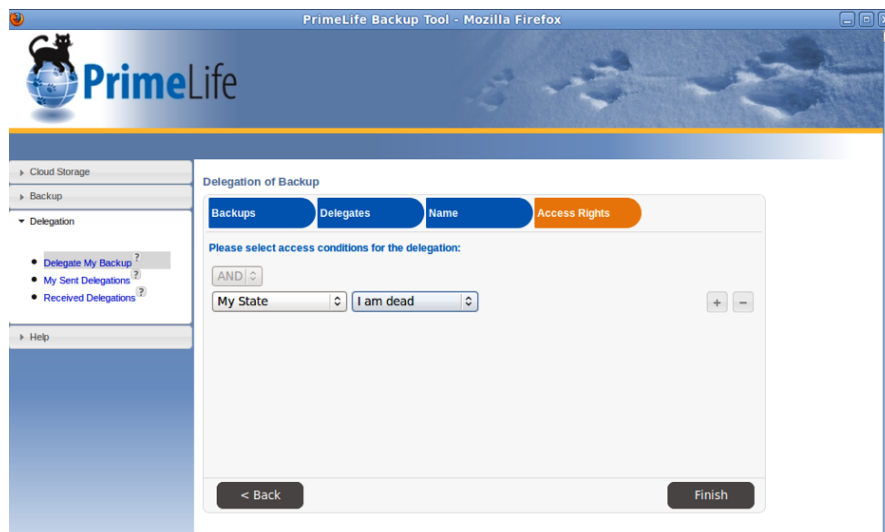 PrimeLife Backup Tool - Mozilla Firefox
PrimeLife
Cloud Storage
Backup
Delegation
Delegate My Backup ?
My Sent Delegations ?
Received Delegations ?
Help
Delegation of Backup
Backups Delegates Name Access Rights
Please select access conditions for the delegation:
AND
My State I am dead + -
< Back Finish